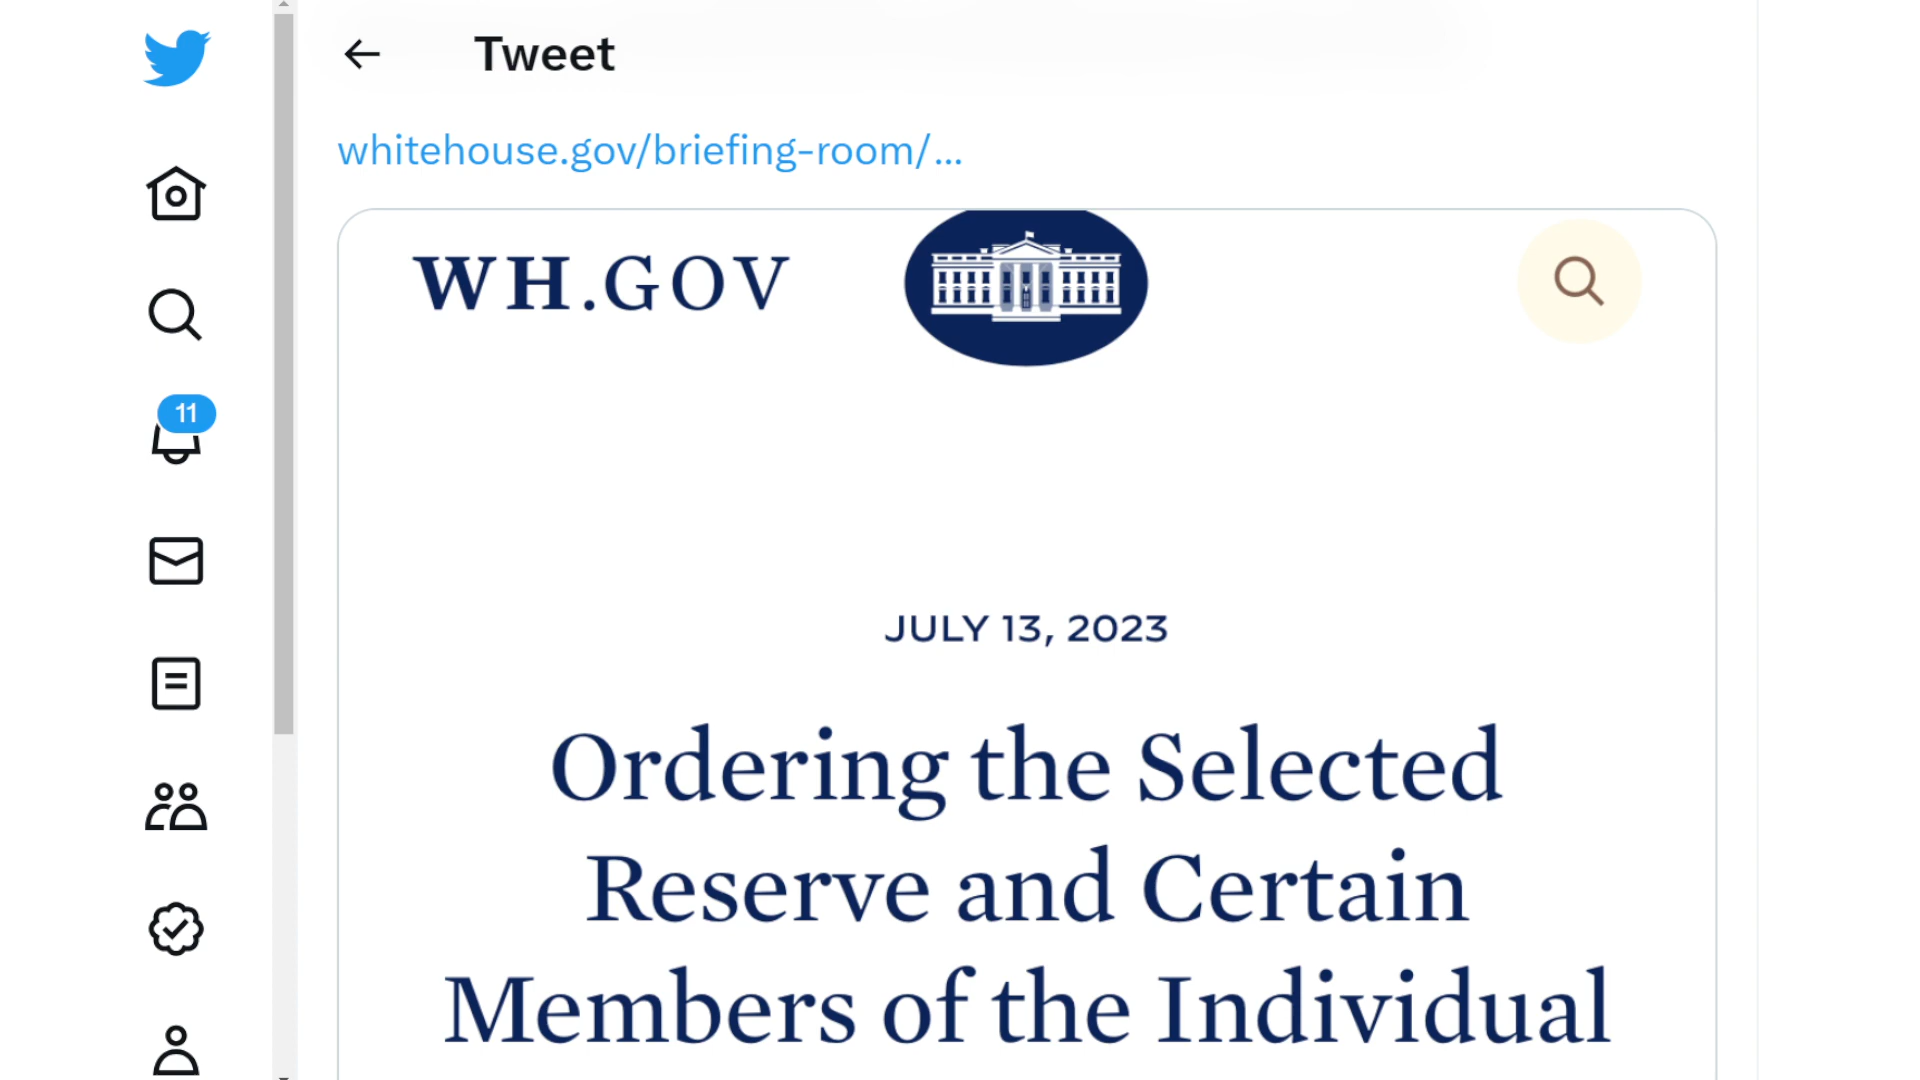 Tweet
whitehouse.gov/briefing-room/...
WH.GOV
11
JULY 13, 2023
Ordering the Selected
Reserve and Certain
Members of the Individual